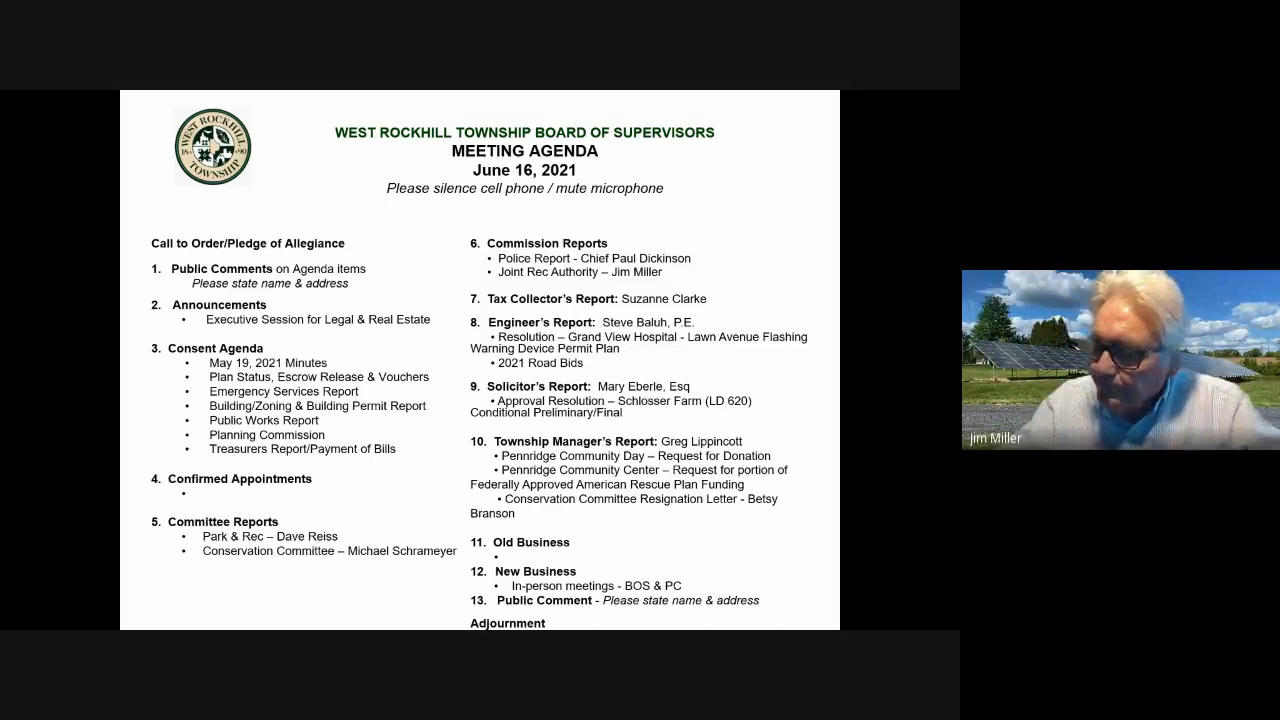 WEST ROCKHILL
18 90
TOWNSHIP
WEST ROCKHILL TOWNSHIP BOARD OF SUPERVISORS
MEETING AGENDA
June 16, 2021
Please silence cell phone / mute microphone
Call to Order/Pledge of Allegiance
1. Public Comments on Agenda items
Please state name & address
2. Announcements
• Executive Session for Legal & Real Estate
3. Consent Agenda
• May 19, 2021 Minutes
• Plan Status, Escrow Release & Vouchers
• Emergency Services Report
• Building/Zoning & Building Permit Report
• Public Works Report
• Planning Commission
• Treasurers Report/Payment of Bills
4. Confirmed Appointments
•
5. Committee Reports
• Park & Rec – Dave Reiss
• Conservation Committee – Michael Schrameyer
6. Commission Reports
• Police Report - Chief Paul Dickinson
• Joint Rec Authority – Jim Miller
7. Tax Collector's Report: Suzanne Clarke
8. Engineer's Report: Steve Baluh, P.E.
• Resolution – Grand View Hospital - Lawn Avenue Flashing
Warning Device Permit Plan
• 2021 Road Bids
9. Solicitor's Report: Mary Eberle, Esq
• Approval Resolution – Schlosser Farm (LD 620)
Conditional Preliminary/Final
10. Township Manager's Report: Greg Lippincott
• Pennridge Community Day – Request for Donation
• Pennridge Community Center – Request for portion of
Federally Approved American Rescue Plan Funding
• Conservation Committee Resignation Letter - Betsy
Branson
11. Old Business
•
12. New Business
• In-person meetings - BOS & PC
13. Public Comment - Please state name & address
Adjournment
Jim Miller